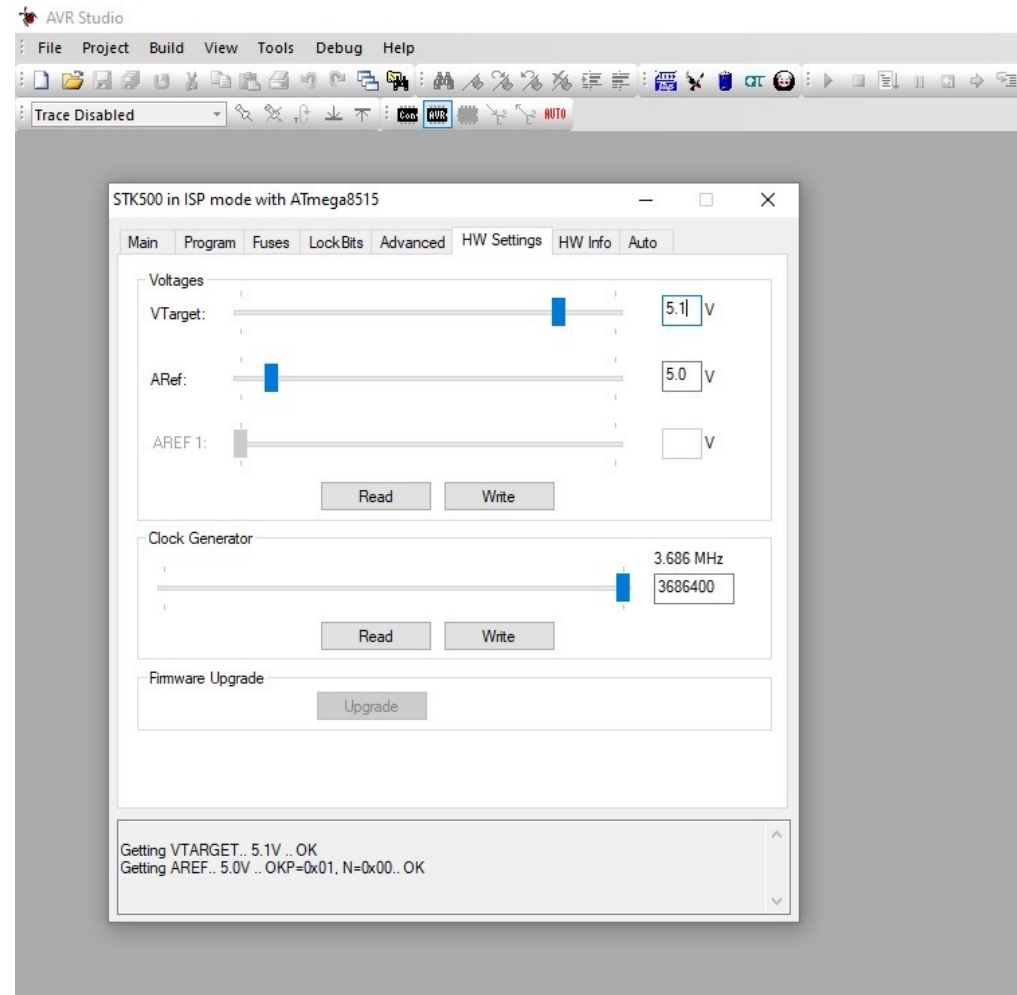 AVR Studio
File Project Build View Tools Debug Help
Trace Disabled
Con AVR AUTO
STK500 in ISP mode with ATmega8515
Main Program Fuses LockBits Advanced HW Settings HW Info Auto
Voltages
VTarget: 5.1 V
ARef: 5.0 V
AREF 1: V
Read Write
Clock Generator
3.686 MHz
3686400
Read Write
Firmware Upgrade
Upgrade
Getting VTARGET.. 5.1V .. OK
Getting AREF.. 5.0V .. OKP=0x01, N=0x00.. OK